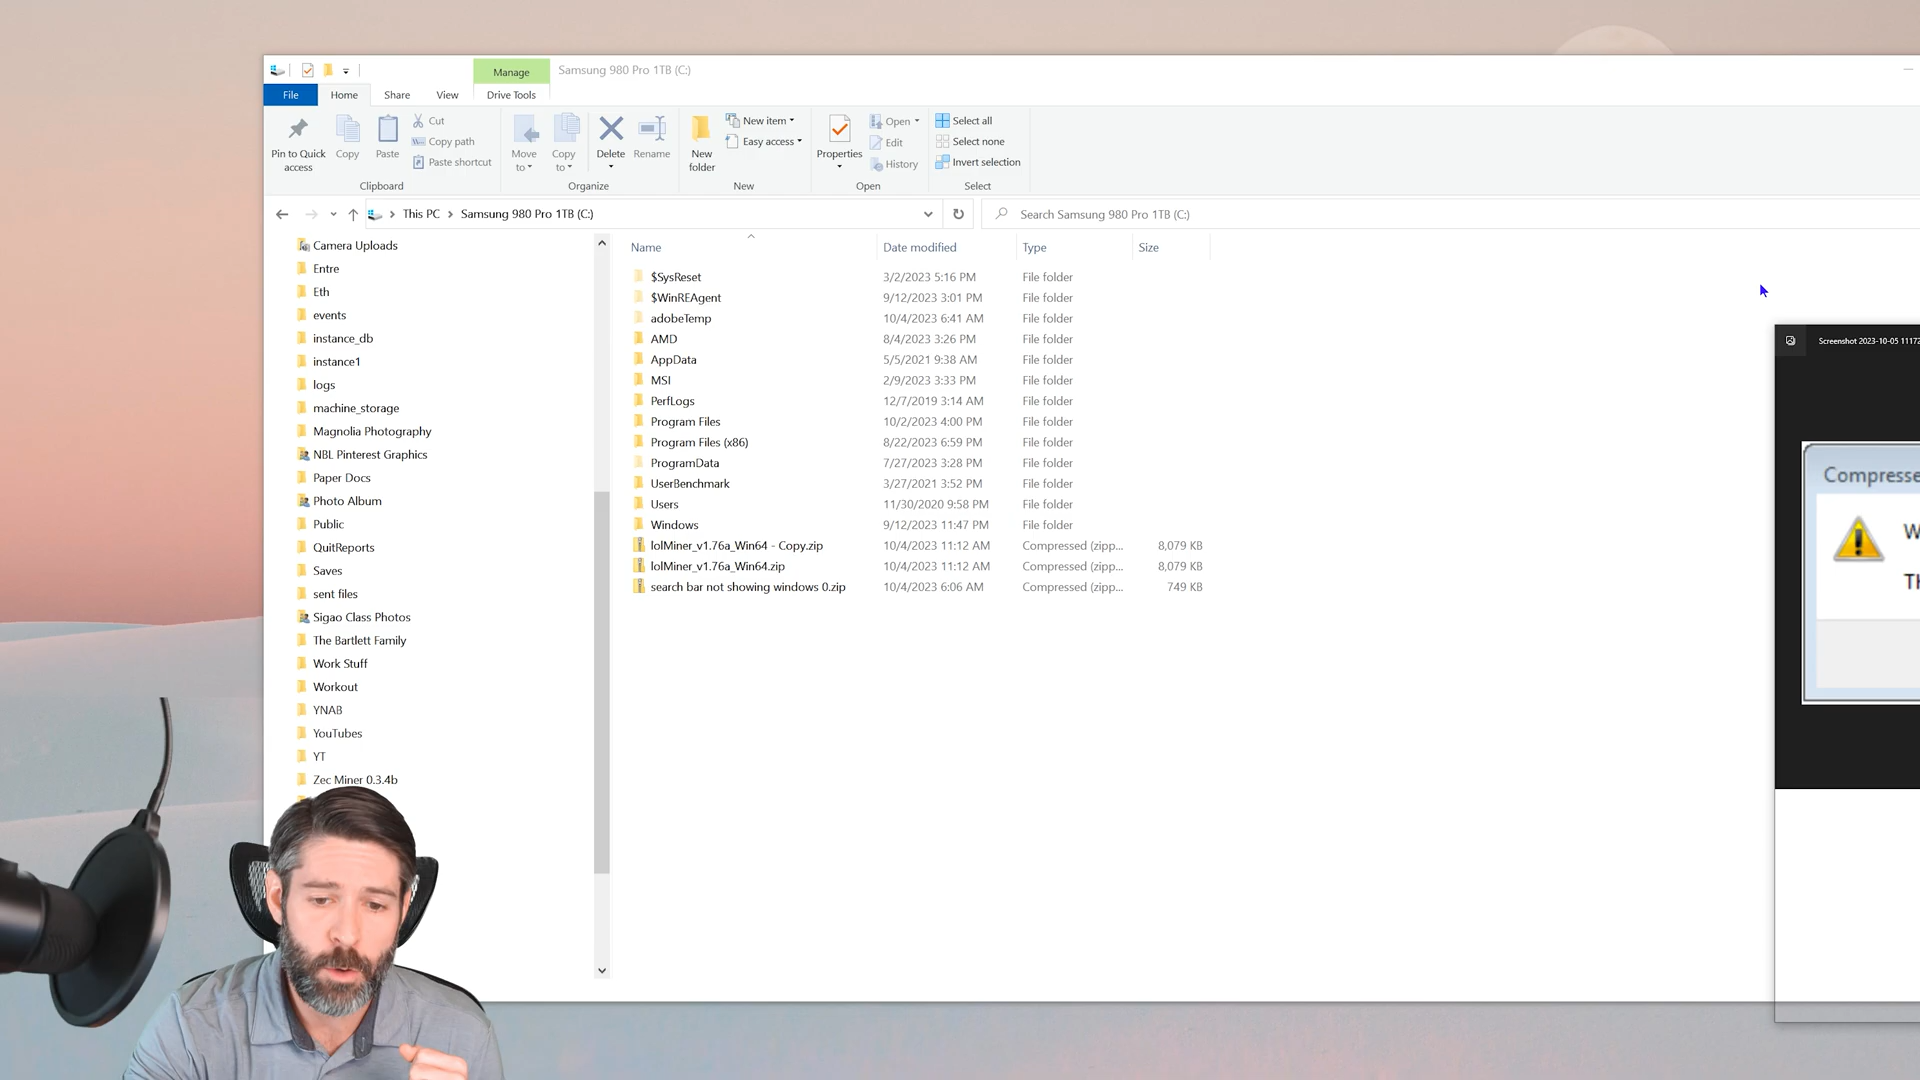 Manage
Samsung 980 Pro 1TB (C:)
File
Home
Share
View
Drive Tools
Pin to Quick access
Copy
Paste
Cut
Copy path
Paste shortcut
Clipboard
Move to
Copy to
Delete
Rename
Organize
New folder
New item
Easy access
New
Properties
Open
Edit
History
Open
Select all
Select none
Invert selection
Select
This PC > Samsung 980 Pro 1TB (C:)
Search Samsung 980 Pro 1TB (C:)
Camera Uploads
Entre
Eth
events
instance_db
instance1
logs
machine_storage
Magnolia Photography
NBL Pinterest Graphics
Paper Docs
Photo Album
Public
QuitReports
Saves
sent files
Sigao Class Photos
The Bartlett Family
Work Stuff
Workout
YNAB
YouTubes
YT
Zec Miner 0.3.4b
Name Date modified Type Size
$SysReset 3/2/2023 5:16 PM File folder
$WinREAgent 9/12/2023 3:01 PM File folder
adobeTemp 10/4/2023 6:41 AM File folder
AMD 8/4/2023 3:26 PM File folder
AppData 5/5/2021 9:38 AM File folder
MSI 2/9/2023 3:33 PM File folder
PerfLogs 12/7/2019 3:14 AM File folder
Program Files 10/2/2023 4:00 PM File folder
Program Files (x86) 8/22/2023 6:59 PM File folder
ProgramData 7/27/2023 3:28 PM File folder
UserBenchmark 3/27/2021 3:52 PM File folder
Users 11/30/2020 9:58 PM File folder
Windows 9/12/2023 11:47 PM File folder
lolMiner_v1.76a_Win64 - Copy.zip 10/4/2023 11:12 AM Compressed (zipp... 8,079 KB
lolMiner_v1.76a_Win64.zip 10/4/2023 11:12 AM Compressed (zipp... 8,079 KB
search bar not showing windows 0.zip 10/4/2023 6:06 AM Compressed (zipp... 749 KB
Screenshot 2023-10-05 11172
Compresse
W
Th